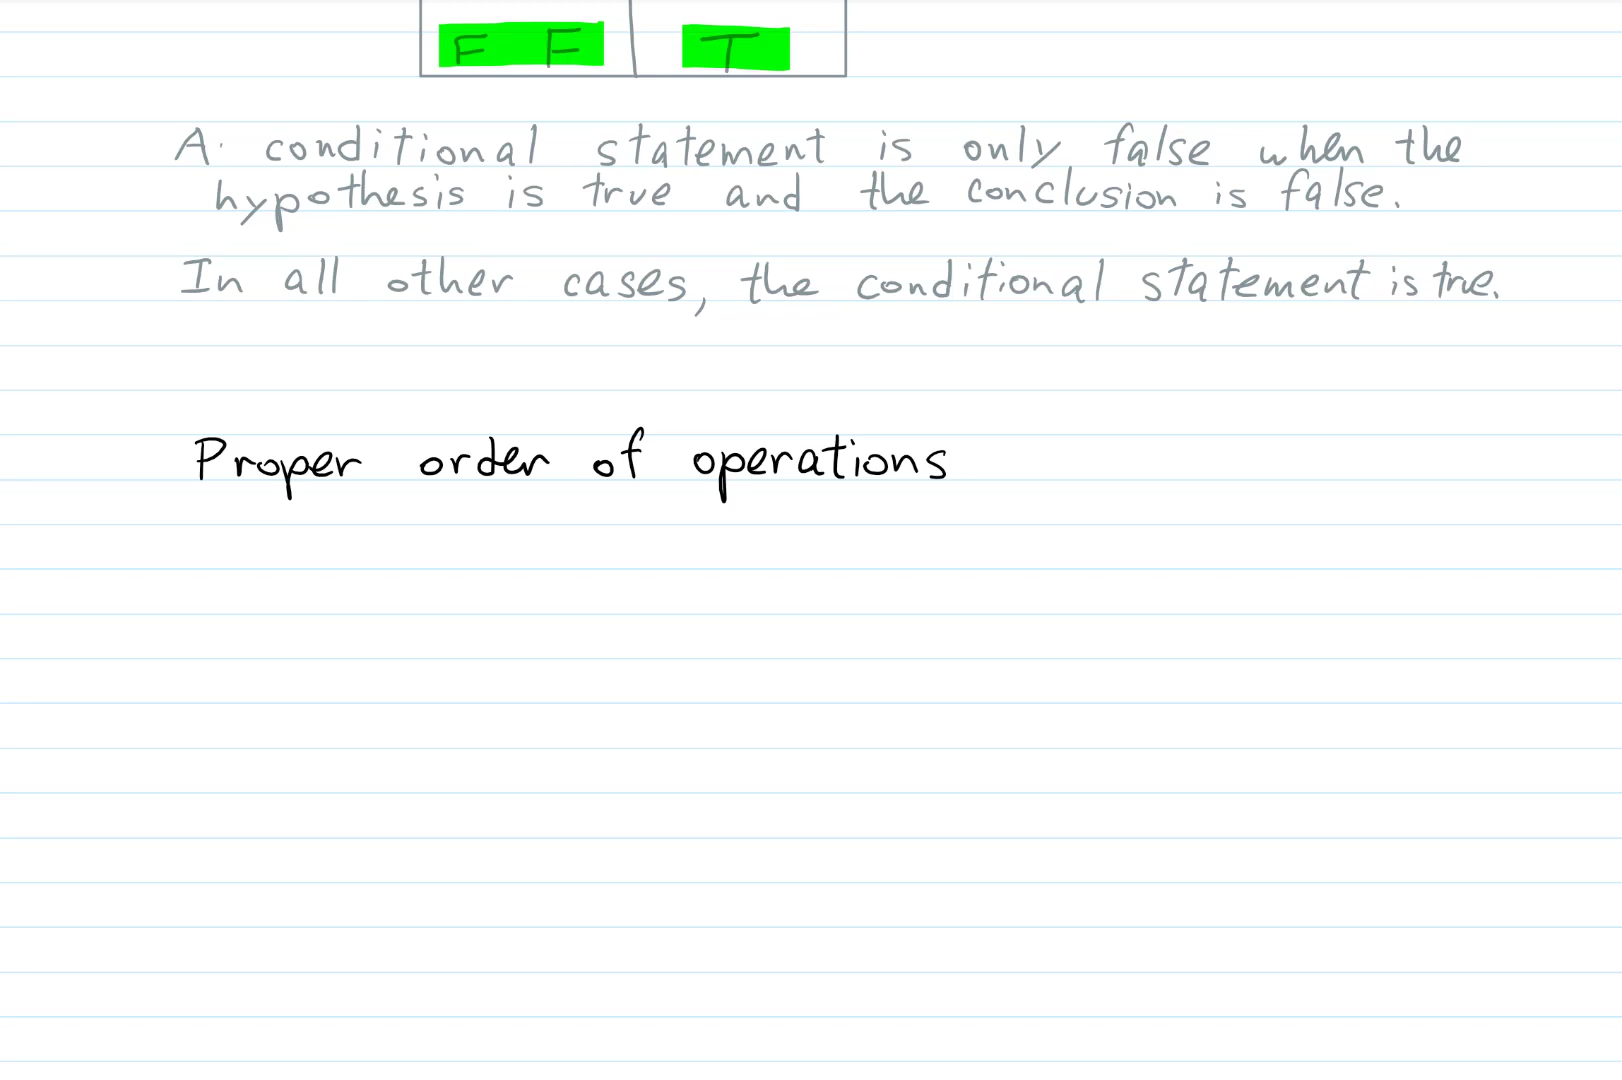 F F T
A conditional statement is only false when the
hypothesis is true and the conclusion is false.
In all other cases, the conditional statement is true.
Proper order of operations